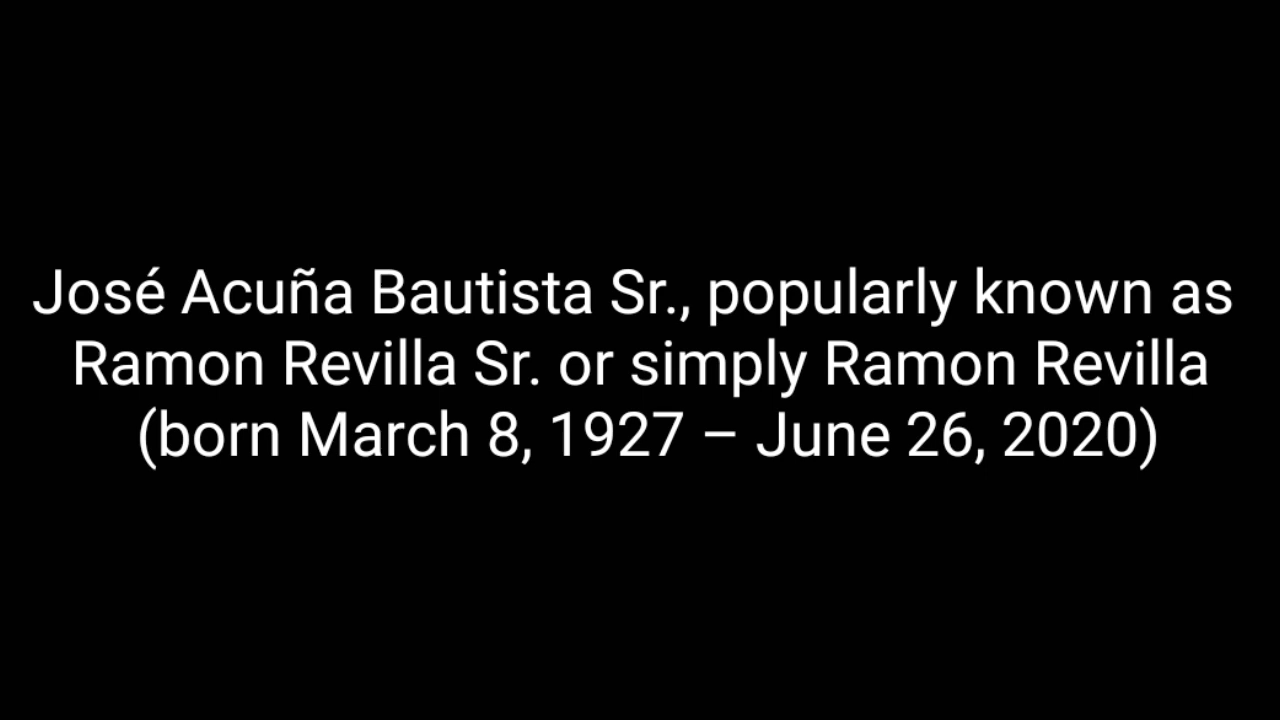 José Acuña Bautista Sr., popularly known as
Ramon Revilla Sr. or simply Ramon Revilla
(born March 8, 1927 – June 26, 2020)